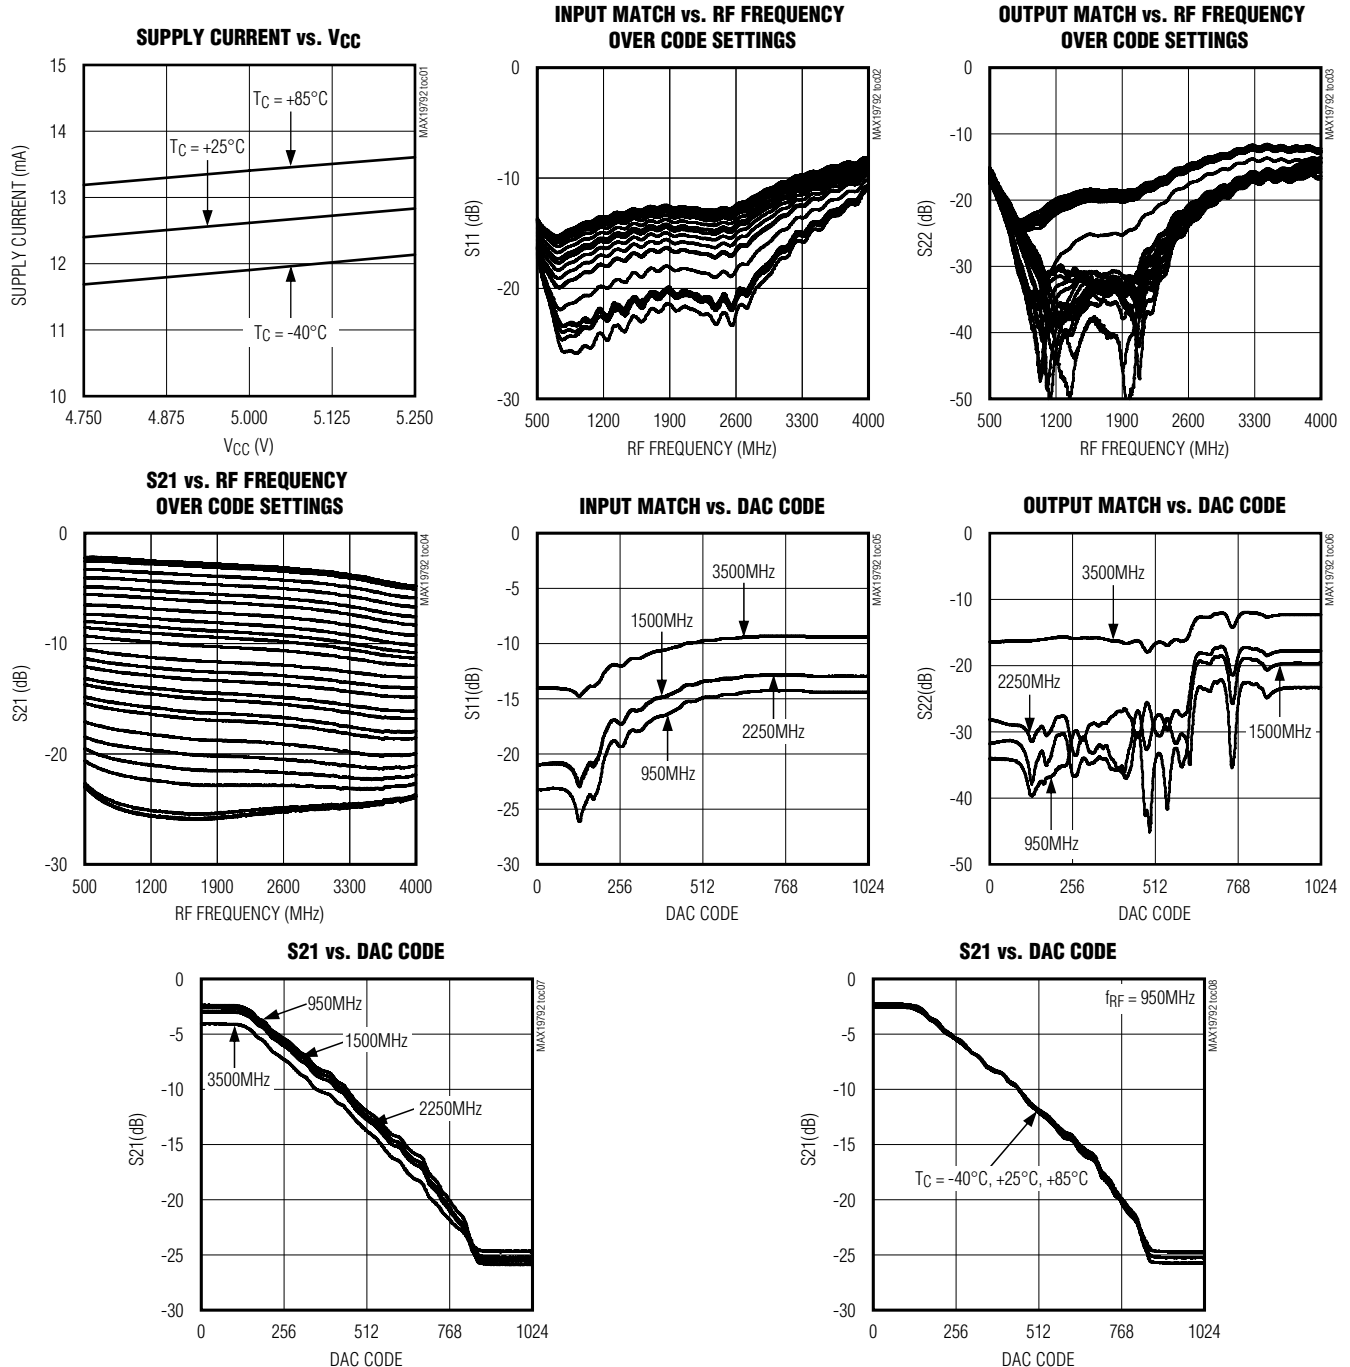 SUPPLY CURRENT vs. VCC
MAX19792 toc01
15
14
13
12
11
10
SUPPLY CURRENT (mA)
TC = +85°C
TC = +25°C
TC = -40°C
4.750 4.875 5.000 5.125 5.250
VCC (V)
INPUT MATCH vs. RF FREQUENCY
OVER CODE SETTINGS
MAX19792 toc02
0
-10
-20
-30
S11 (dB)
500 1200 1900 2600 3300 4000
RF FREQUENCY (MHz)
OUTPUT MATCH vs. RF FREQUENCY
OVER CODE SETTINGS
MAX19792 toc03
0
-10
-20
-30
-40
-50
S22 (dB)
500 1200 1900 2600 3300 4000
RF FREQUENCY (MHz)
S21 vs. RF FREQUENCY
OVER CODE SETTINGS
MAX19792 toc04
0
-10
-20
-30
S21 (dB)
500 1200 1900 2600 3300 4000
RF FREQUENCY (MHz)
INPUT MATCH vs. DAC CODE
MAX19792 toc05
0
-5
-10
-15
-20
-25
-30
S11(dB)
3500MHz
1500MHz
2250MHz
950MHz
0 256 512 768 1024
DAC CODE
OUTPUT MATCH vs. DAC CODE
MAX19792 toc06
0
-10
-20
-30
-40
-50
S22(dB)
3500MHz
2250MHz
1500MHz
950MHz
0 256 512 768 1024
DAC CODE
S21 vs. DAC CODE
MAX19792 toc07
0
-5
-10
-15
-20
-25
-30
S21(dB)
950MHz
1500MHz
3500MHz
2250MHz
0 256 512 768 1024
DAC CODE
S21 vs. DAC CODE
MAX19792 toc08
0
-5
-10
-15
-20
-25
-30
S21(dB)
fRF = 950MHz
TC = -40°C, +25°C, +85°C
0 256 512 768 1024
DAC CODE